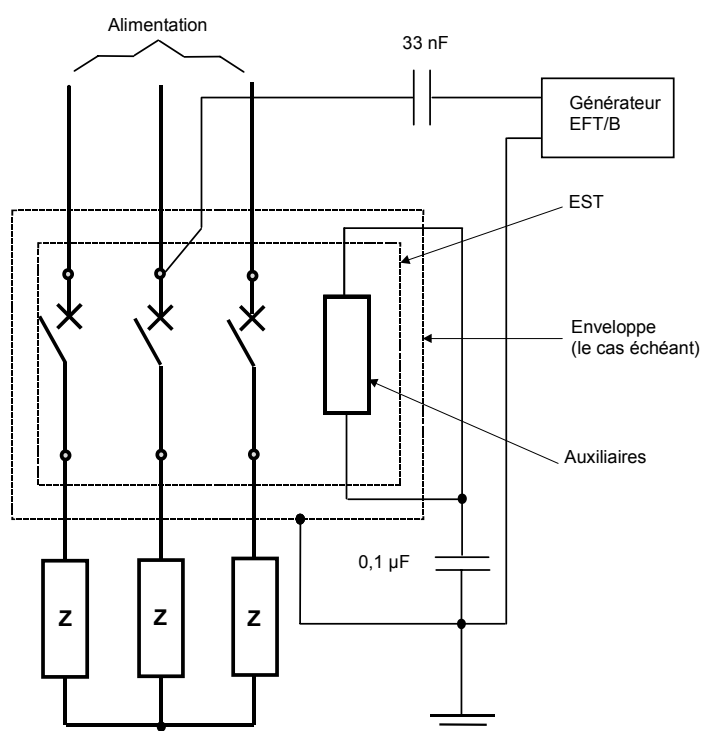 Alimentation
33 nF
Générateur
EFT/B
EST
Enveloppe
(le cas échéant)
Auxiliaires
0,1 µF
Z
Z
Z